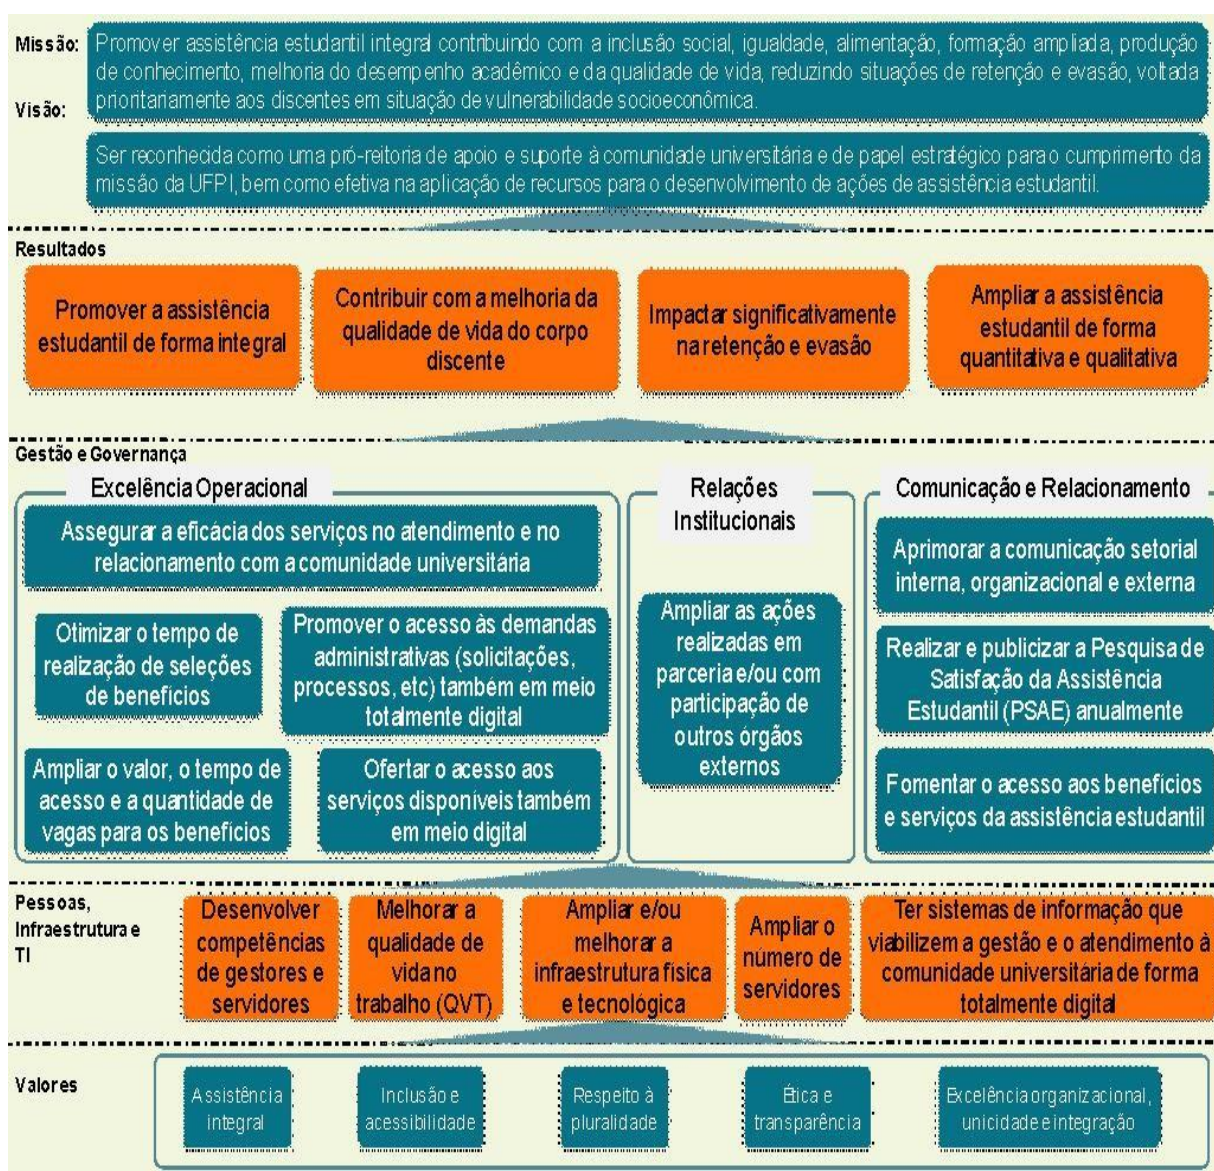 Missão:
Promover assistência estudantil integral contribuindo com a inclusão social, igualdade, alimentação, formação ampliada, produção
de conhecimento, melhoria do desempenho acadêmico e da qualidade de vida, reduzindo situações de retenção e evasão, voltada
prioritariamente aos discentes em situação de vulnerabilidade socioeconômica.
Visão:
Ser reconhecida como uma pró-reitoria de apoio e suporte à comunidade universitária e de papel estratégico para o cumprimento da
missão da UFPI, bem como efetiva na aplicação de recursos para o desenvolvimento de ações de assistência estudantil.
Resultados
Promover a assistência
estudantil de forma integral
Contribuir com a melhoria da
qualidade de vida do corpo
discente
Impactar significativamente
na retenção e evasão
Ampliar a assistência
estudantil de forma
quantitativa e qualitativa
Gestão e Governança
Excelência Operacional
Assegurar a eficácia dos serviços no atendimento e no
relacionamento com a comunidade universitária
Otimizar o tempo de
realização de seleções
de benefícios
Promover o acesso às demandas
administrativas (solicitações,
processos, etc) também em meio
totalmente digital
Ampliar o valor, o tempo de
acesso e a quantidade de
vagas para os benefícios
Ofertar o acesso aos
serviços disponíveis também
em meio digital
Relações
Institucionais
Ampliar as ações
realizadas em
parceria e/ou com
participação de
outros órgãos
externos
Comunicação e Relacionamento
Aprimorar a comunicação setorial
interna, organizacional e externa
Realizar e publicizar a Pesquisa de
Satisfação da Assistência
Estudantil (PSAE) anualmente
Fomentar o acesso aos benefícios
e serviços da assistência estudantil
Pessoas,
Infraestrutura e
TI
Desenvolver
competências
de gestores e
servidores
Melhorar a
qualidade de
vida no
trabalho (QVT)
Ampliar e/ou
melhorar a
infraestrutura física
e tecnológica
Ampliar o
número de
servidores
Ter sistemas de informação que
viabilizem a gestão e o atendimento à
comunidade universitária de forma
totalmente digital
Valores
Assistência
integral
Inclusão e
acessibilidade
Respeito à
pluralidade
Ética e
transparência
Excelência organizacional,
unicidade e integração